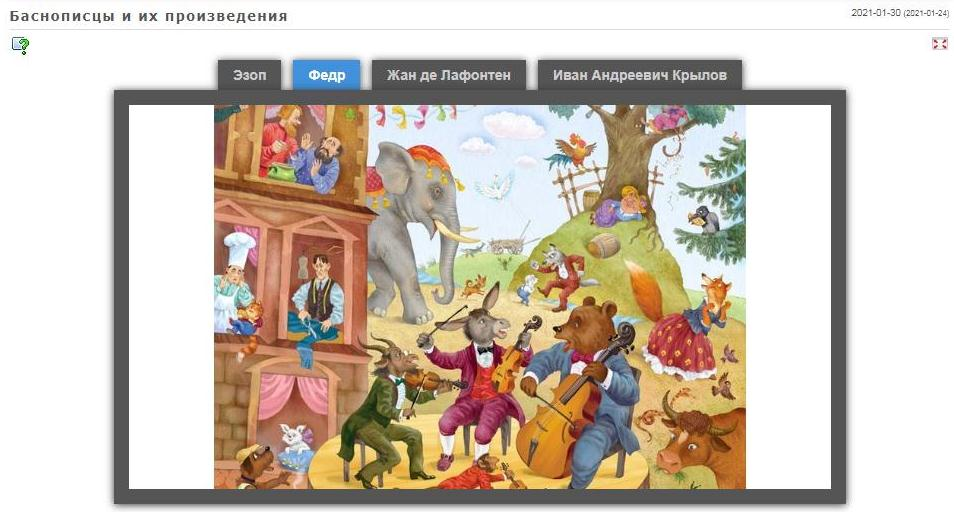 Баснописцы и их произведения
2021-01-30 (2021-01-24)
Эзоп
Федр
Жан де Лафонтен
Иван Андреевич Крылов